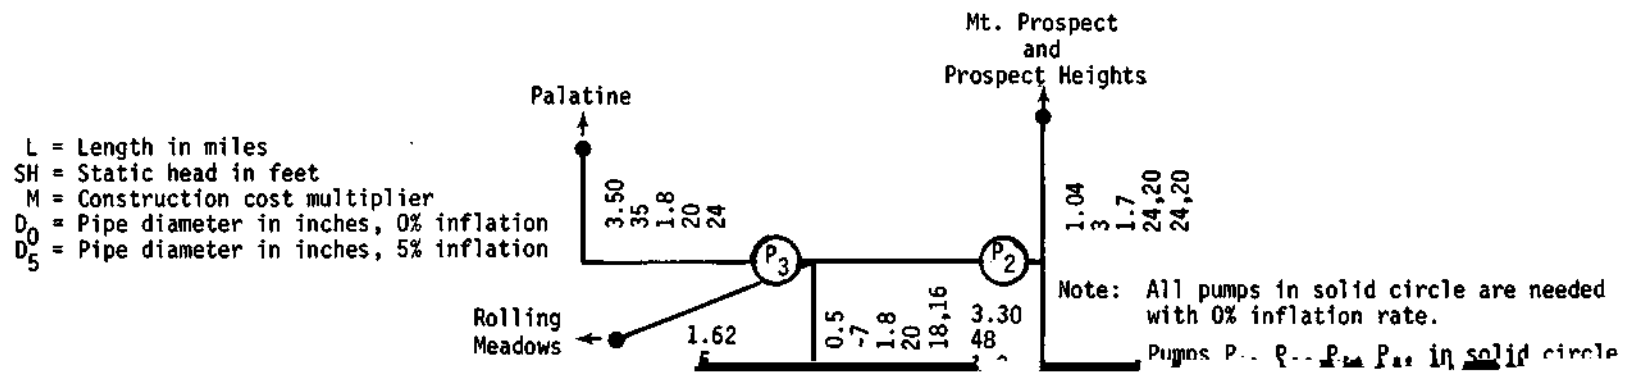 Mt. Prospect
and
Prospect Heights
Palatine
L = Length in miles
SH = Static head in feet
M = Construction cost multiplier
D0 = Pipe diameter in inches, 0% inflation
D5 = Pipe diameter in inches, 5% inflation
3.50
35
1.8
20
24
1.04
3
1.7
24,20
24,20
P3
P2
Note: All pumps in solid circle are needed
with 0% inflation rate.
Rolling
Meadows
1.62
0.5
-7
1.8
20
18,16
3.30
48
Pumps P in solid circle